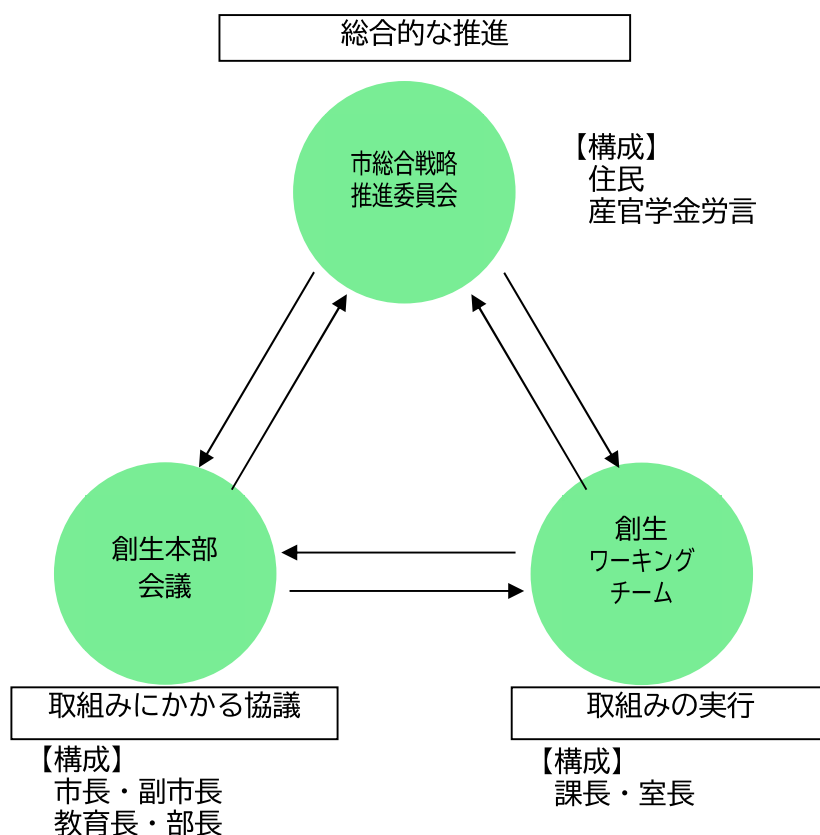 総合的な推進
市総合戦略
推進委員会
【構成】
住民
産官学金労言
創生本部
会議
創生
ワーキング
チーム
取組みにかかる協議
【構成】
市長・副市長
教育長・部長
取組みの実行
【構成】
課長・室長